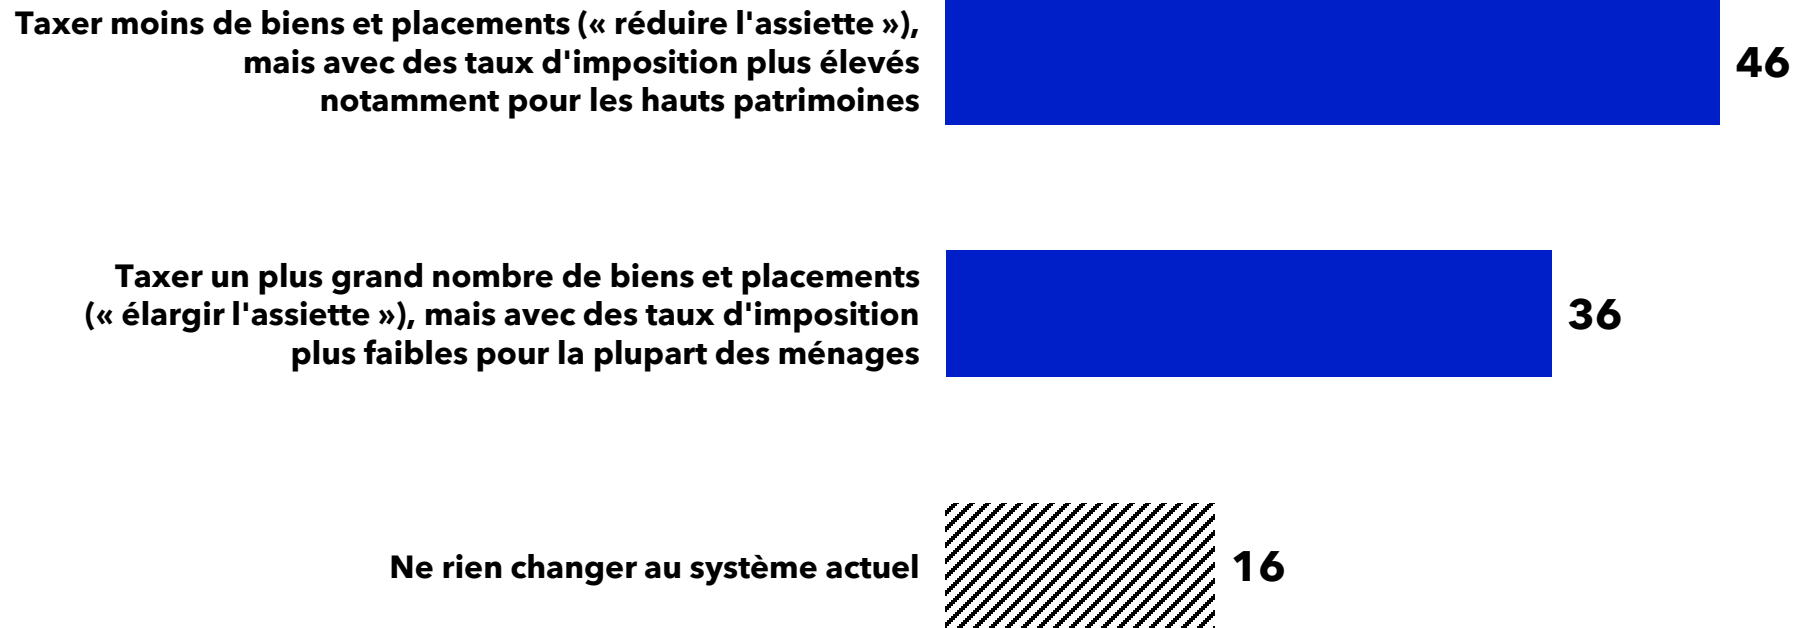 Taxer moins de biens et placements (« réduire l'assiette »),
mais avec des taux d'imposition plus élevés
notamment pour les hauts patrimoines
46
Taxer un plus grand nombre de biens et placements
(« élargir l'assiette »), mais avec des taux d'imposition
plus faibles pour la plupart des ménages
36
Ne rien changer au système actuel
16